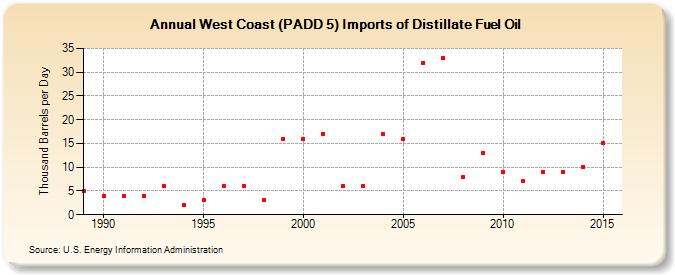 Annual West Coast (PADD 5) Imports of Distillate Fuel Oil
Thousand Barrels per Day
35
30
25
20
15
10
5
0
1990 1995 2000 2005 2010 2015
Source: U.S. Energy Information Administration